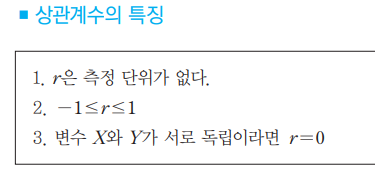 ■ 상관계수의 특징
1. r은 측정 단위가 없다.
2. −1≤r≤1
3. 변수 X와 Y가 서로 독립이라면 r=0